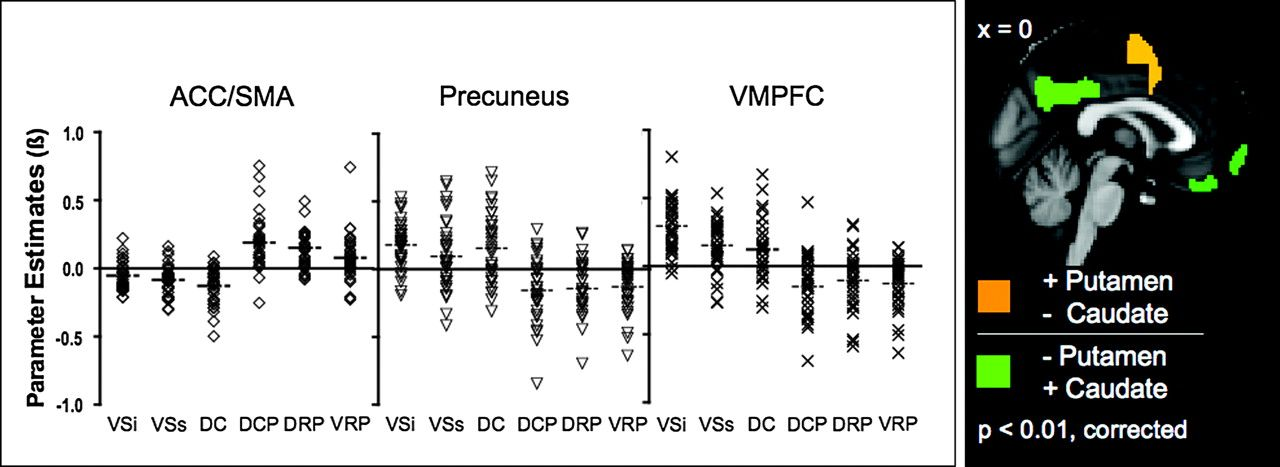 ACC/SMA Precuneus VMPFC
Parameter Estimates (ß)
1.0
0.5
0.0
-0.5
-1.0
VSi VSs DC DCP DRP VRP VSi VSs DC DCP DRP VRP VSi VSs DC DCP DRP VRP
x = 0
+ Putamen
- Caudate
- Putamen
+ Caudate
p < 0.01, corrected